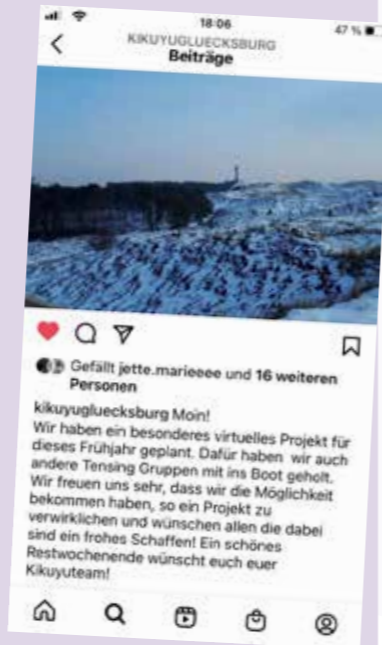 18:06
47 %
KIKUYUGLUECKSBURG
Beiträge
Gefällt jette.marieeee und 16 weiteren
Personen
kikuyugluecksburg Moin!
Wir haben ein besonderes virtuelles Projekt für
dieses Frühjahr geplant. Dafür haben wir auch
andere Tensing Gruppen mit ins Boot geholt.
Wir freuen uns sehr, dass wir die Möglichkeit
bekommen haben, so ein Projekt zu
verwirklichen und wünschen allen die dabei
sind ein frohes Schaffen! Ein schönes
Restwochenende wünscht euch euer
Kikuyuteam!